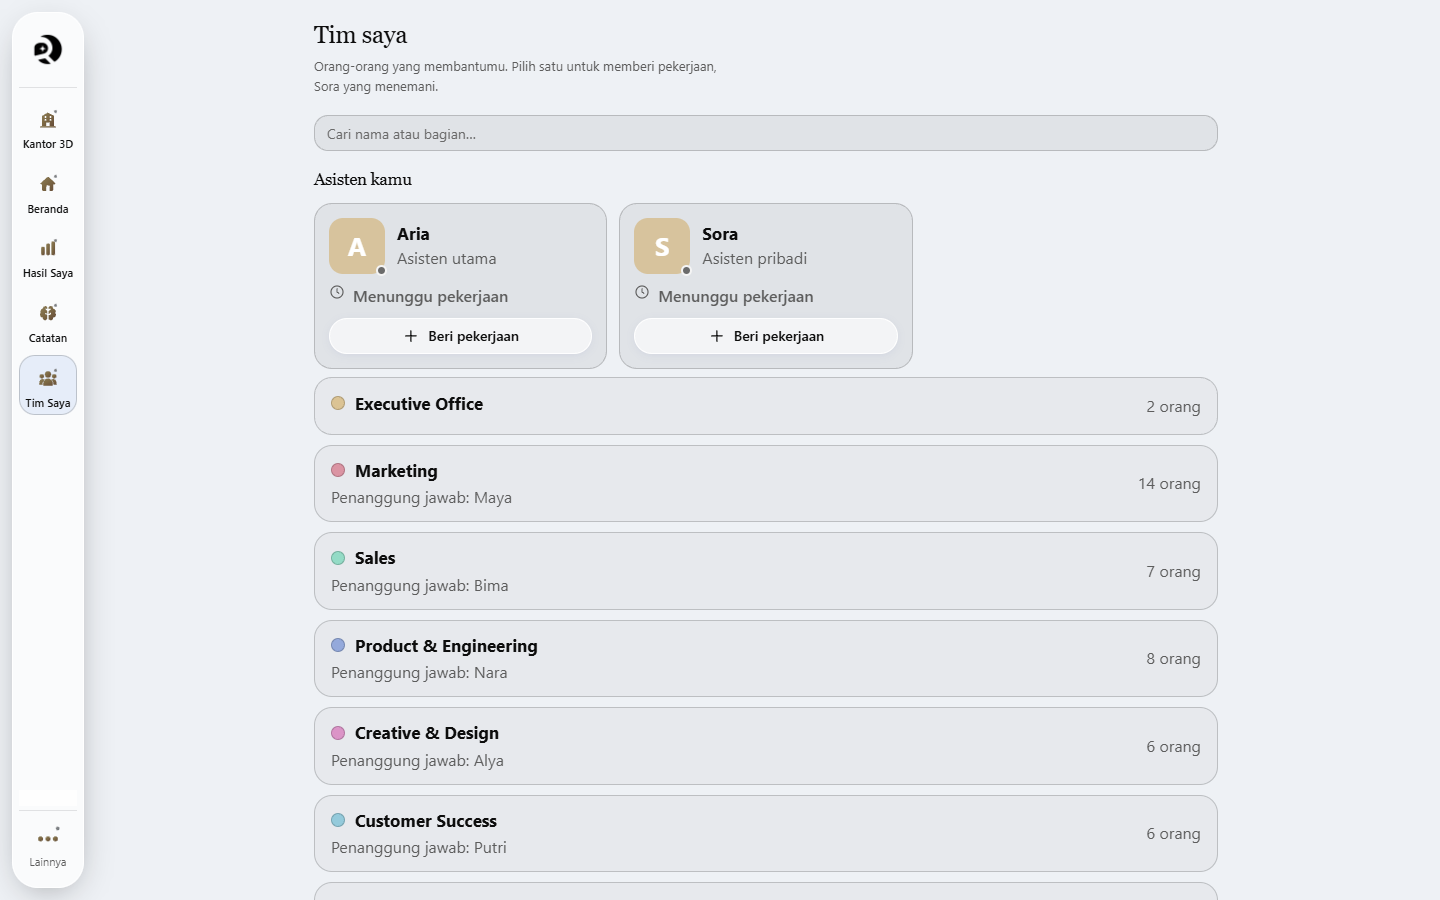 Tim saya
Orang-orang yang membantumu. Pilih satu untuk memberi pekerjaan,
Sora yang menemani.
Cari nama atau bagian...
Asisten kamu
A
Aria
Asisten utama
Menunggu pekerjaan
Beri pekerjaan
S
Sora
Asisten pribadi
Menunggu pekerjaan
Beri pekerjaan
Executive Office
2 orang
Marketing
Penanggung jawab: Maya
14 orang
Sales
Penanggung jawab: Bima
7 orang
Product & Engineering
Penanggung jawab: Nara
8 orang
Creative & Design
Penanggung jawab: Alya
6 orang
Customer Success
Penanggung jawab: Putri
6 orang
Kantor 3D
Beranda
Hasil Saya
Catatan
Tim Saya
Lainnya